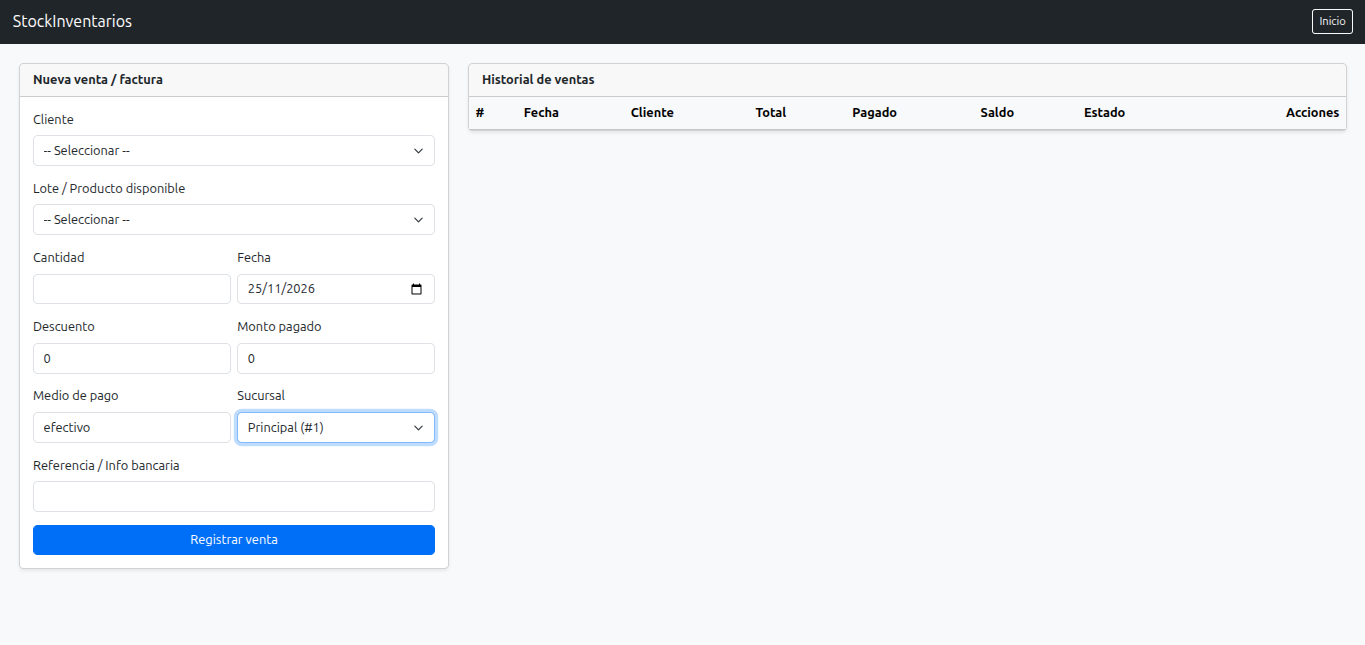 StockInventarios
Inicio
Nueva venta / factura
Cliente
-- Seleccionar --
Lote / Producto disponible
-- Seleccionar --
Cantidad Fecha
25/11/2026
Descuento Monto pagado
0 0
Medio de pago Sucursal
efectivo Principal (#1)
Referencia / Info bancaria
Registrar venta
Historial de ventas
# Fecha Cliente Total Pagado Saldo Estado Acciones